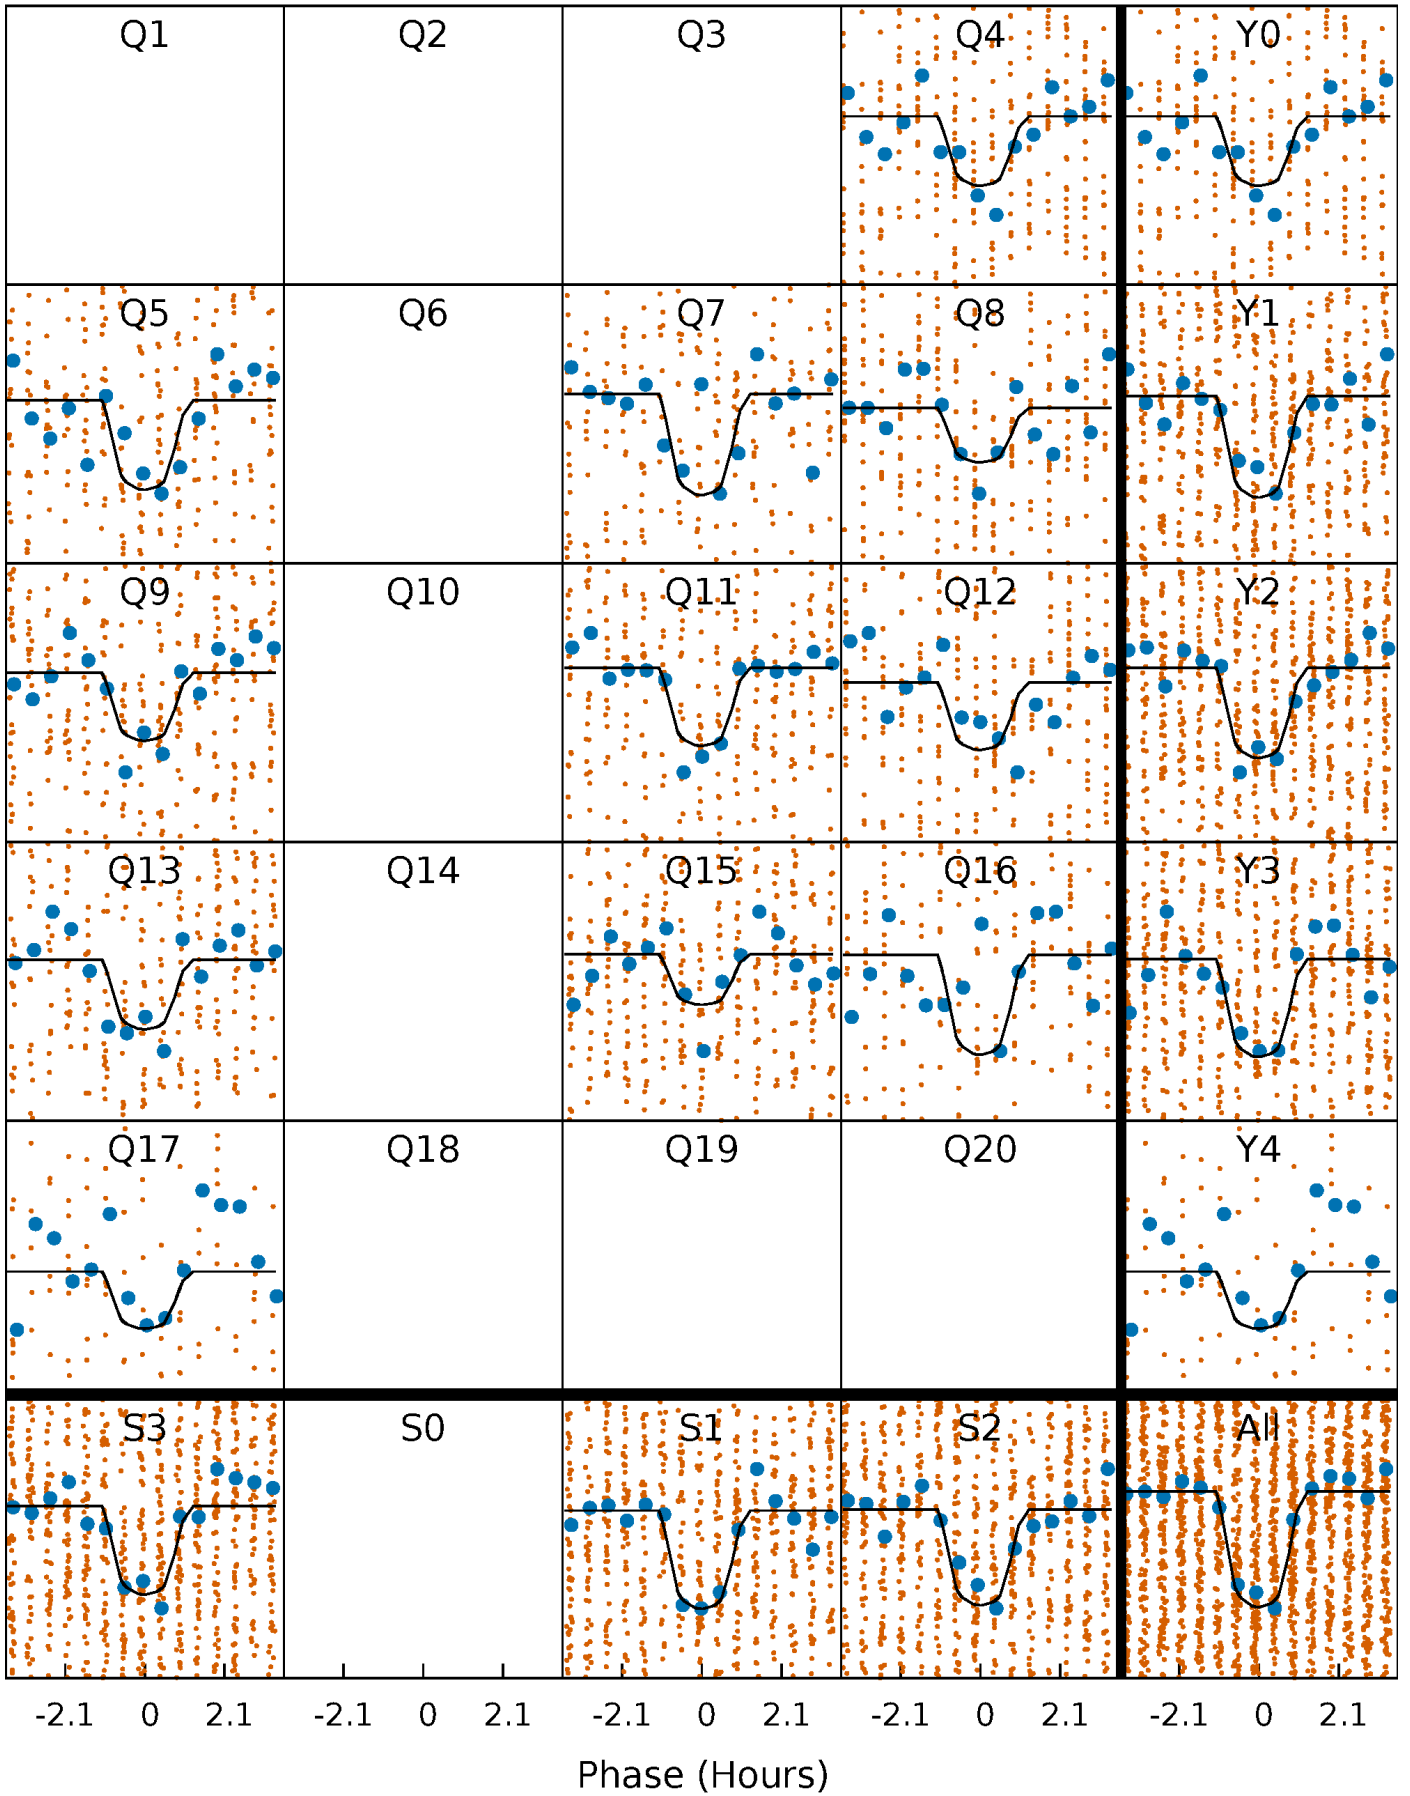 Q1 Q2 Q3 Q4 Y0
Q5 Q6 Q7 Q8 Y1
Q9 Q10 Q11 Q12 Y2
Q13 Q14 Q15 Q16 Y3
Q17 Q18 Q19 Q20 Y4
S3 S0 S1 S2 All
-2.1 0 2.1 -2.1 0 2.1 -2.1 0 2.1 -2.1 0 2.1 -2.1 0 2.1
Phase (Hours)